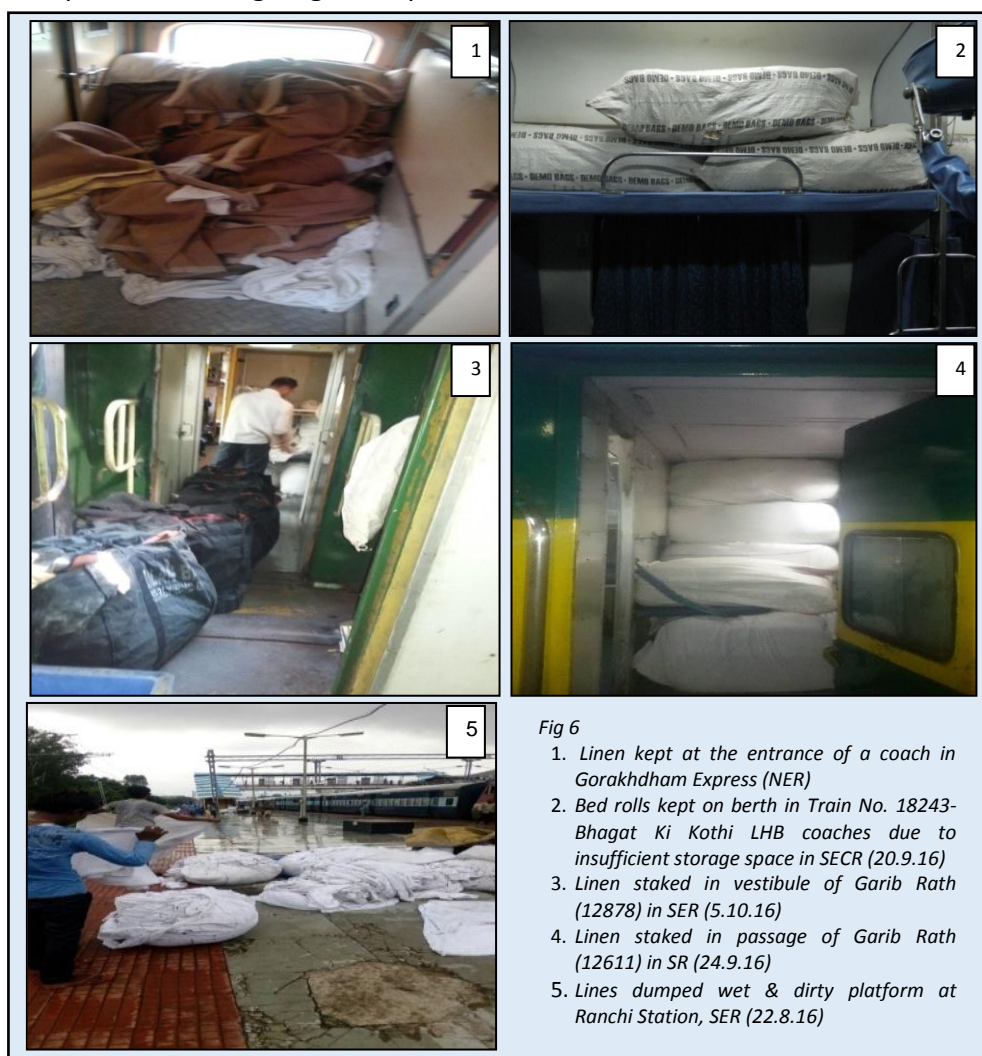 1
2
DEMO BAGS - DEMO BAGS - DEMO BAGS
3
4
5
Fig 6
1. Linen kept at the entrance of a coach in
Gorakhdham Express (NER)
2. Bed rolls kept on berth in Train No. 18243-
Bhagat Ki Kothi LHB coaches due to
insufficient storage space in SECR (20.9.16)
3. Linen staked in vestibule of Garib Rath
(12878) in SER (5.10.16)
4. Linen staked in passage of Garib Rath
(12611) in SR (24.9.16)
5. Lines dumped wet & dirty platform at
Ranchi Station, SER (22.8.16)